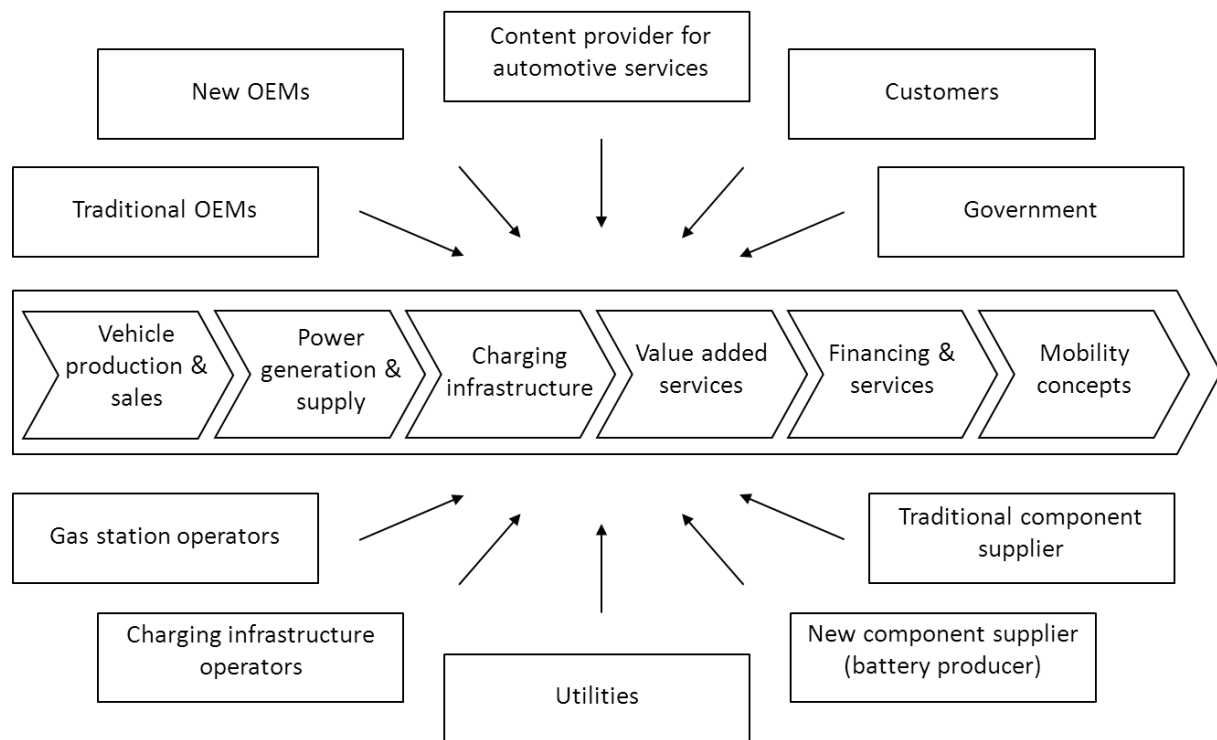 Content provider for
automotive services
New OEMs
Customers
Traditional OEMs
Government
Vehicle
production &
sales
Power
generation &
supply
Charging
infrastructure
Value added
services
Financing &
services
Mobility
concepts
Gas station operators
Traditional component
supplier
Charging infrastructure
operators
New component supplier
(battery producer)
Utilities